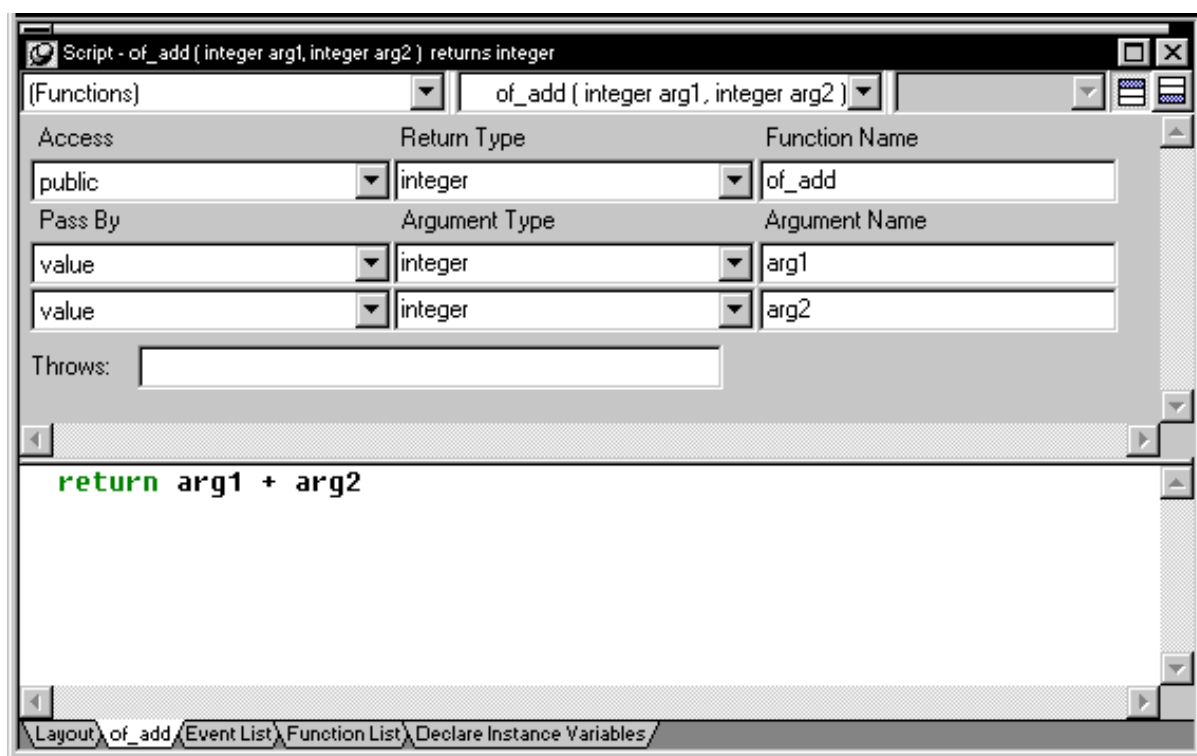 Script - of_add ( integer arg1, integer arg2 )  returns integer
(Functions) of_add ( integer arg1, integer arg2 )
Access Return Type Function Name
public integer of_add
Pass By Argument Type Argument Name
value integer arg1
value integer arg2
Throws:
return arg1 + arg2
Layout of_add Event List Function List Declare Instance Variables